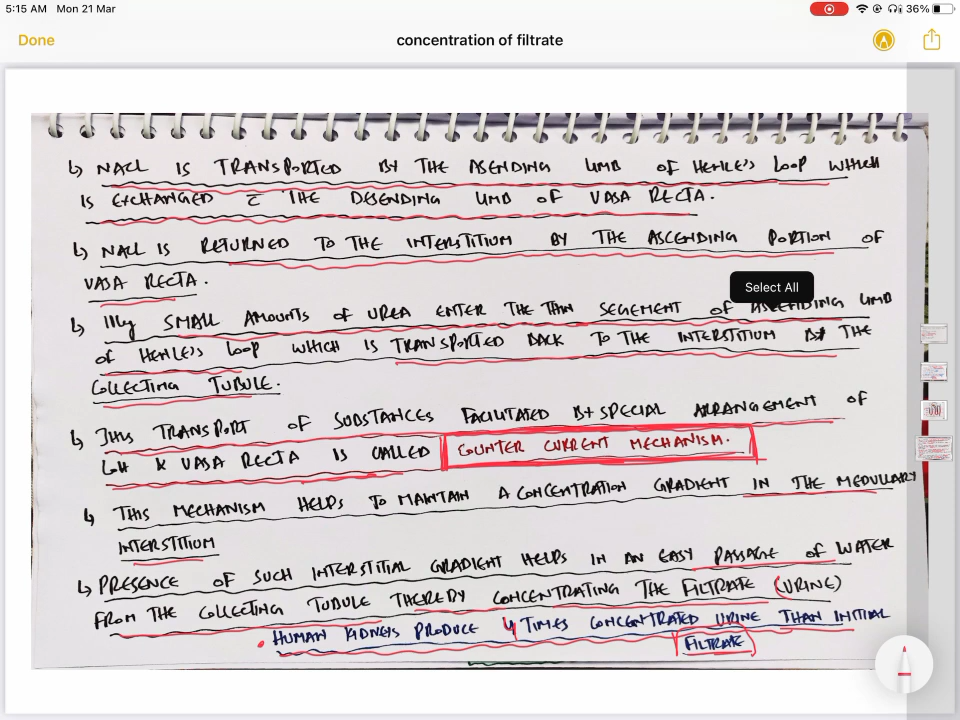 5:15 AM Mon 21 Mar
36%
Done
concentration of filtrate
↳ NACL IS TRANSPORTED BY THE ASENDING LIMB OF HENLE'S LOOP WHICH
IS EXCHANGED C̄ THE DESENDING LIMB OF VASA RECTA.
↳ NACL IS RETURNED TO THE INTERSTITIUM BY THE ASCENDING PORTION OF
VASA RECTA.
Select All
↳ IIIly SMALL AMOUNTS OF UREA ENTER THE THIN SEGEMENT OF ASCENDING LIMB
OF HENLE'S LOOP WHICH IS TRANSPORTED BACK TO THE INTERSTITIUM BY THE
COLLECTING TUBULE.
↳ THIS TRANSPORT OF SUBSTANCES FACILITATED BY SPECIAL ARRANGEMENT OF
LOH & VASA RECTA IS CALLED COUNTER CURRENT MECHANISM.
↳ THIS MECHANISM HELPS TO MAINTAIN A CONCENTRATION GRADIENT IN THE MEDULLARY
INTERSTITIUM
↳ PRESENCE OF SUCH INTERSTITIAL GRADIENT HELPS IN AN EASY PASSAGE OF WATER
FROM THE COLLECTING TUBULE THEREBY CONCENTRATING THE FILTRATE (URINE)
• HUMAN KIDNEYS PRODUCE 4 TIMES CONCENTRATED URINE THAN INITIAL
FILTRATE